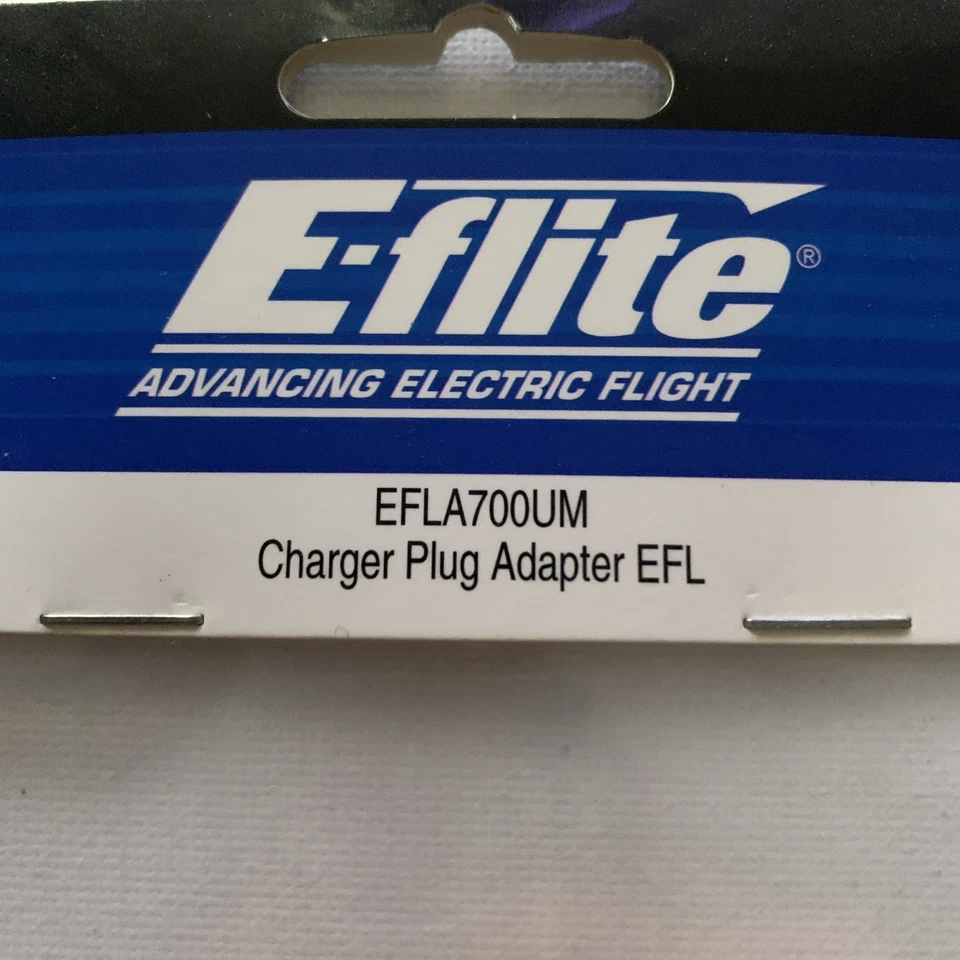 E-flite®
ADVANCING ELECTRIC FLIGHT
EFLA700UM
Charger Plug Adapter EFL